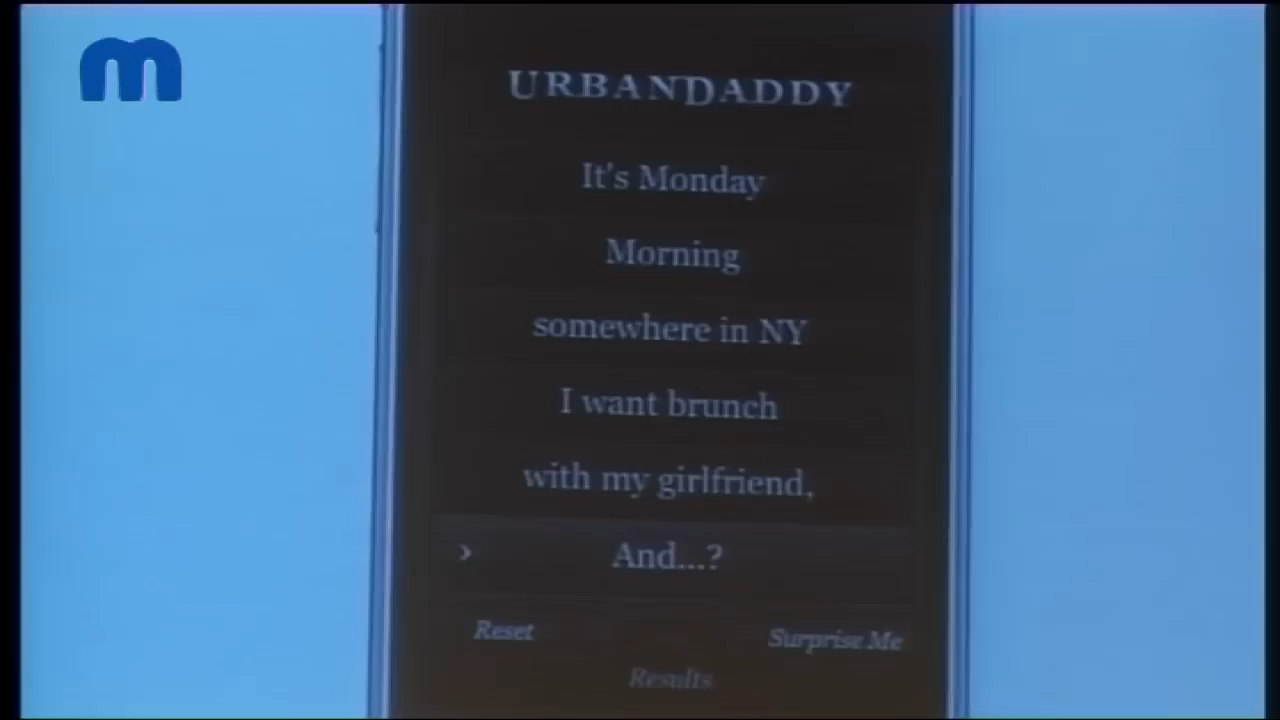 m
URBANDADDY
It's Monday
Morning
somewhere in NY
I want brunch
with my girlfriend,
› And...?
Reset
Surprise Me
Results